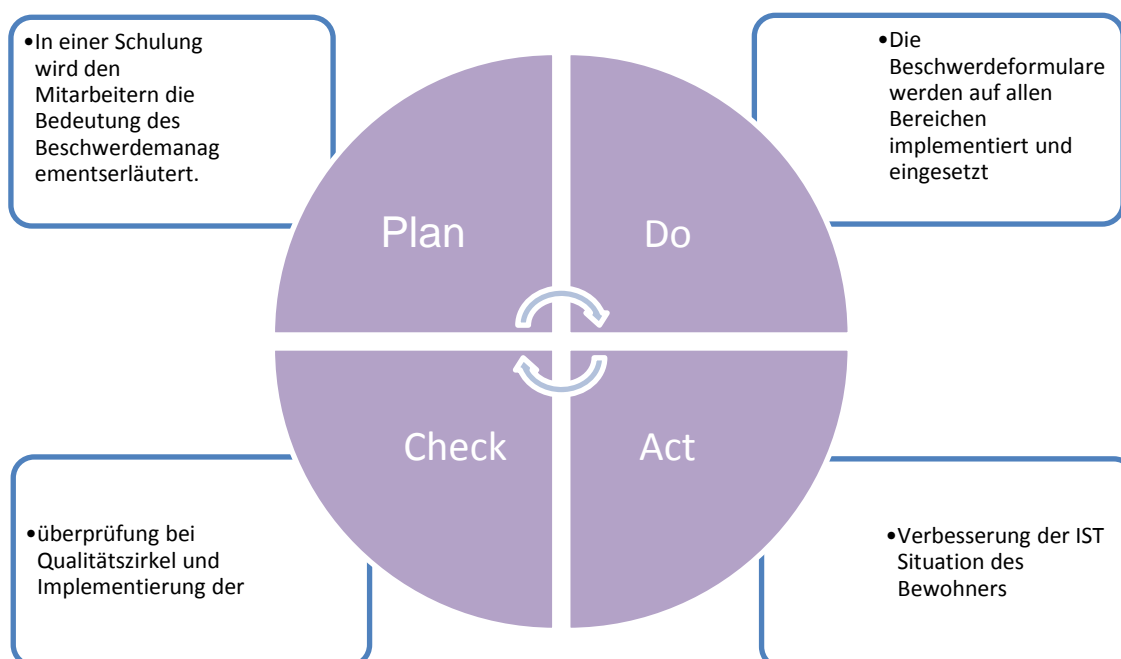 •In einer Schulung
wird den
Mitarbeitern die
Bedeutung des
Beschwerdemanag
ementserläutert.
•Die
Beschwerdeformulare
werden auf allen
Bereichen
implementiert und
eingesetzt
Plan
Do
Check
Act
•überprüfung bei
Qualitätszirkel und
Implementierung der
•Verbesserung der IST
Situation des
Bewohners